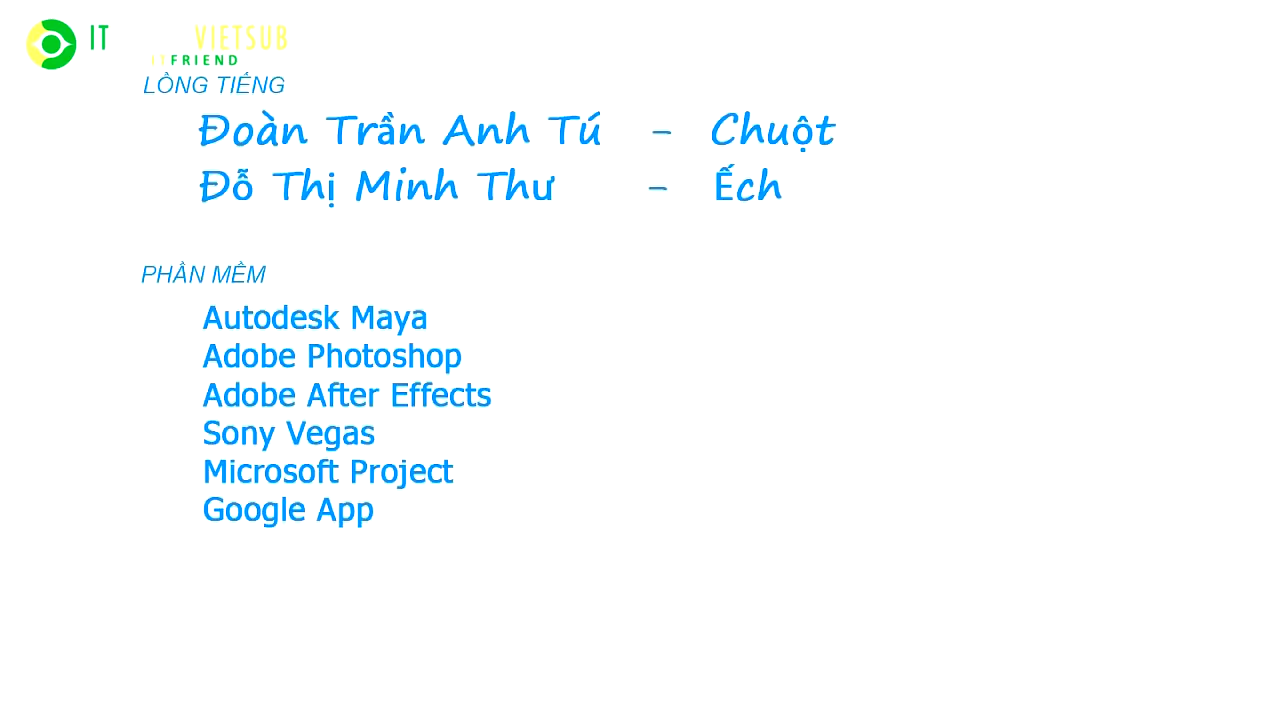 IT VIETSUB
ITFRIEND
LỒNG TIẾNG
Đoàn Trần Anh Tú – Chuột
Đỗ Thị Minh Thư – Ếch
PHẦN MỀM
Autodesk Maya
Adobe Photoshop
Adobe After Effects
Sony Vegas
Microsoft Project
Google App